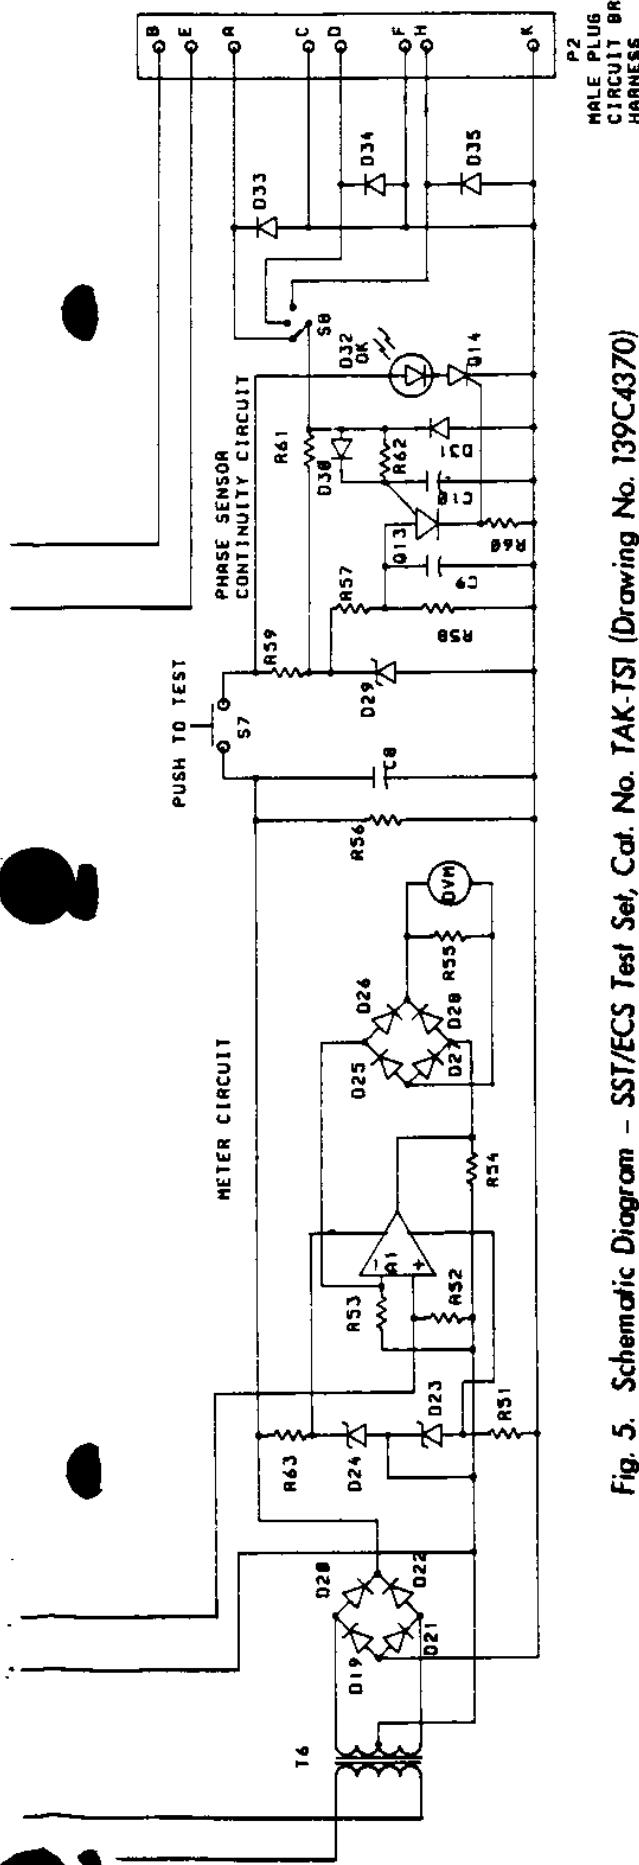 B E A C D F H K
P2
MALE PLUG
CIRCUIT BR
HARNESS
D33
D34
D35
S8
D32
OK
Q14
PHASE SENSOR
CONTINUITY CIRCUIT
R61
D30
R62
D31
C10
Q13
R60
C9
R57
R58
R59
D29
PUSH TO TEST
S7
C8
R56
METER CIRCUIT
DVM
R55
D26
D28
D25
D27
R54
A1
-
+
R53
R52
D23
R51
R63
D24
D20
D22
D19
D21
T6
Fig. 5. Schematic Diagram – SST/ECS Test Set, Cat. No. TAK-TS1 (Drawing No. 139C4370)